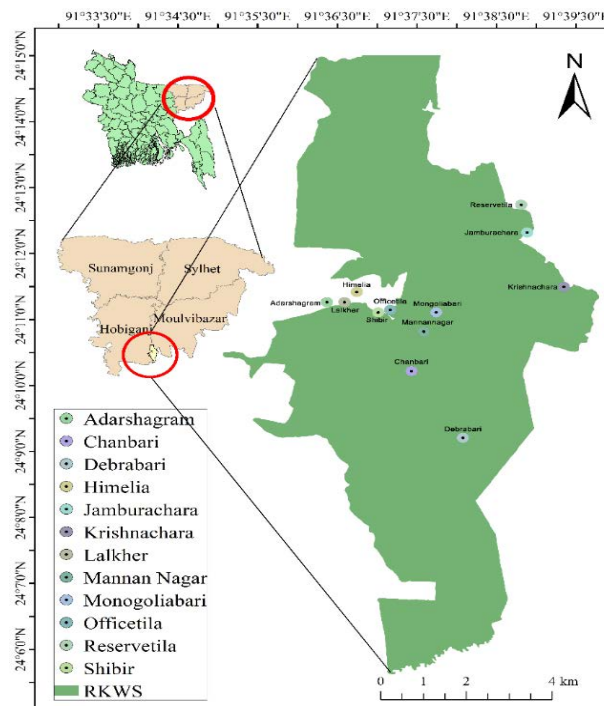 91°33'30"E 91°34'30"E 91°35'30"E 91°36'30"E 91°37'30"E 91°38'30"E 91°39'30"E
24°15'0"N
24°14'0"N
24°13'0"N
24°12'0"N
24°11'0"N
24°10'0"N
24°9'0"N
24°8'0"N
24°7'0"N
24°6'0"N
N
Sunamgonj
Sylhet
Hobiganj
Moulvibazar
Reservetila
Jamburachara
Krishnachara
Himelia
Adarshagram
Lalkher
Officetila
Shibir
Mongoliabari
Mannannagar
Chanbari
Debrabari
Adarshagram
Chanbari
Debrabari
Himelia
Jamburachara
Krishnachara
Lalkher
Mannan Nagar
Monogoliabari
Officetila
Reservetila
Shibir
RKWS
0 1 2 4 km